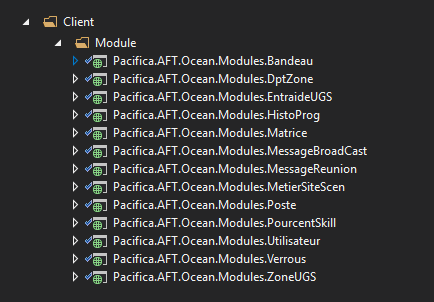 Client
Module
Pacifica.AFT.Ocean.Modules.Bandeau
Pacifica.AFT.Ocean.Modules.DptZone
Pacifica.AFT.Ocean.Modules.EntraideUGS
Pacifica.AFT.Ocean.Modules.HistoProg
Pacifica.AFT.Ocean.Modules.Matrice
Pacifica.AFT.Ocean.Modules.MessageBroadCast
Pacifica.AFT.Ocean.Modules.MessageReunion
Pacifica.AFT.Ocean.Modules.MetierSiteScen
Pacifica.AFT.Ocean.Modules.Poste
Pacifica.AFT.Ocean.Modules.PourcentSkill
Pacifica.AFT.Ocean.Modules.Utilisateur
Pacifica.AFT.Ocean.Modules.Verrous
Pacifica.AFT.Ocean.Modules.ZoneUGS